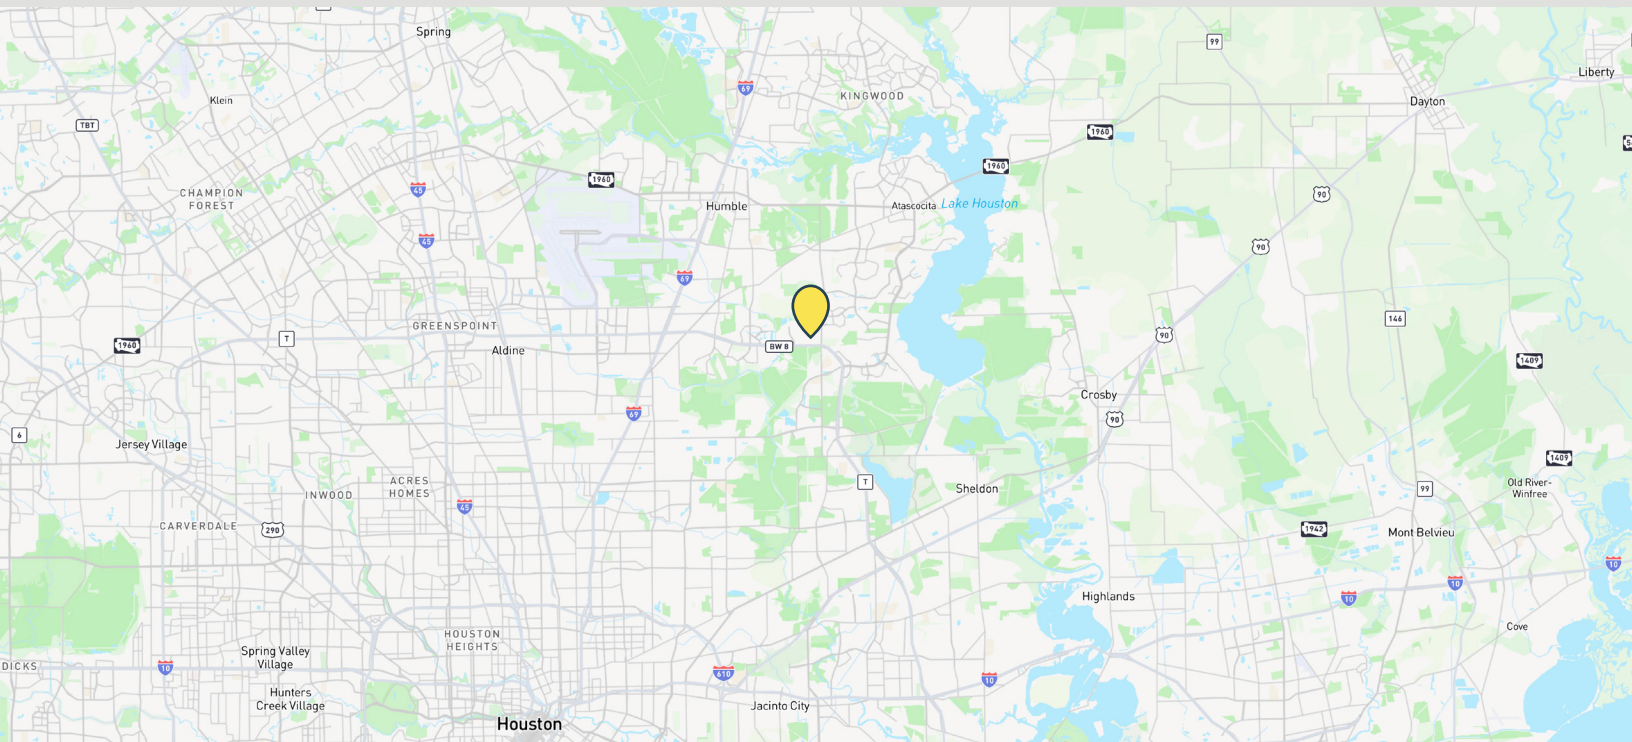 Spring
99
Liberty
69
KINGWOOD
Klein
Dayton
TBT
1960
1960
1960
45
CHAMPION
FOREST
90
Humble
Atascocita
Lake Houston
45
90
69
146
GREENSPOINT
T
90
1960
Aldine
BW 8
1409
Crosby
69
90
6
Jersey Village
1409
ACRES
HOMES
T
Sheldon
99
Old River-
Winfree
INWOOD
45
CARVERDALE
290
1942
Mont Belvieu
10
10
Highlands
10
Cove
HOUSTON
HEIGHTS
Spring Valley
Village
DICKS
10
610
10
Hunters
Creek Village
Jacinto City
Houston